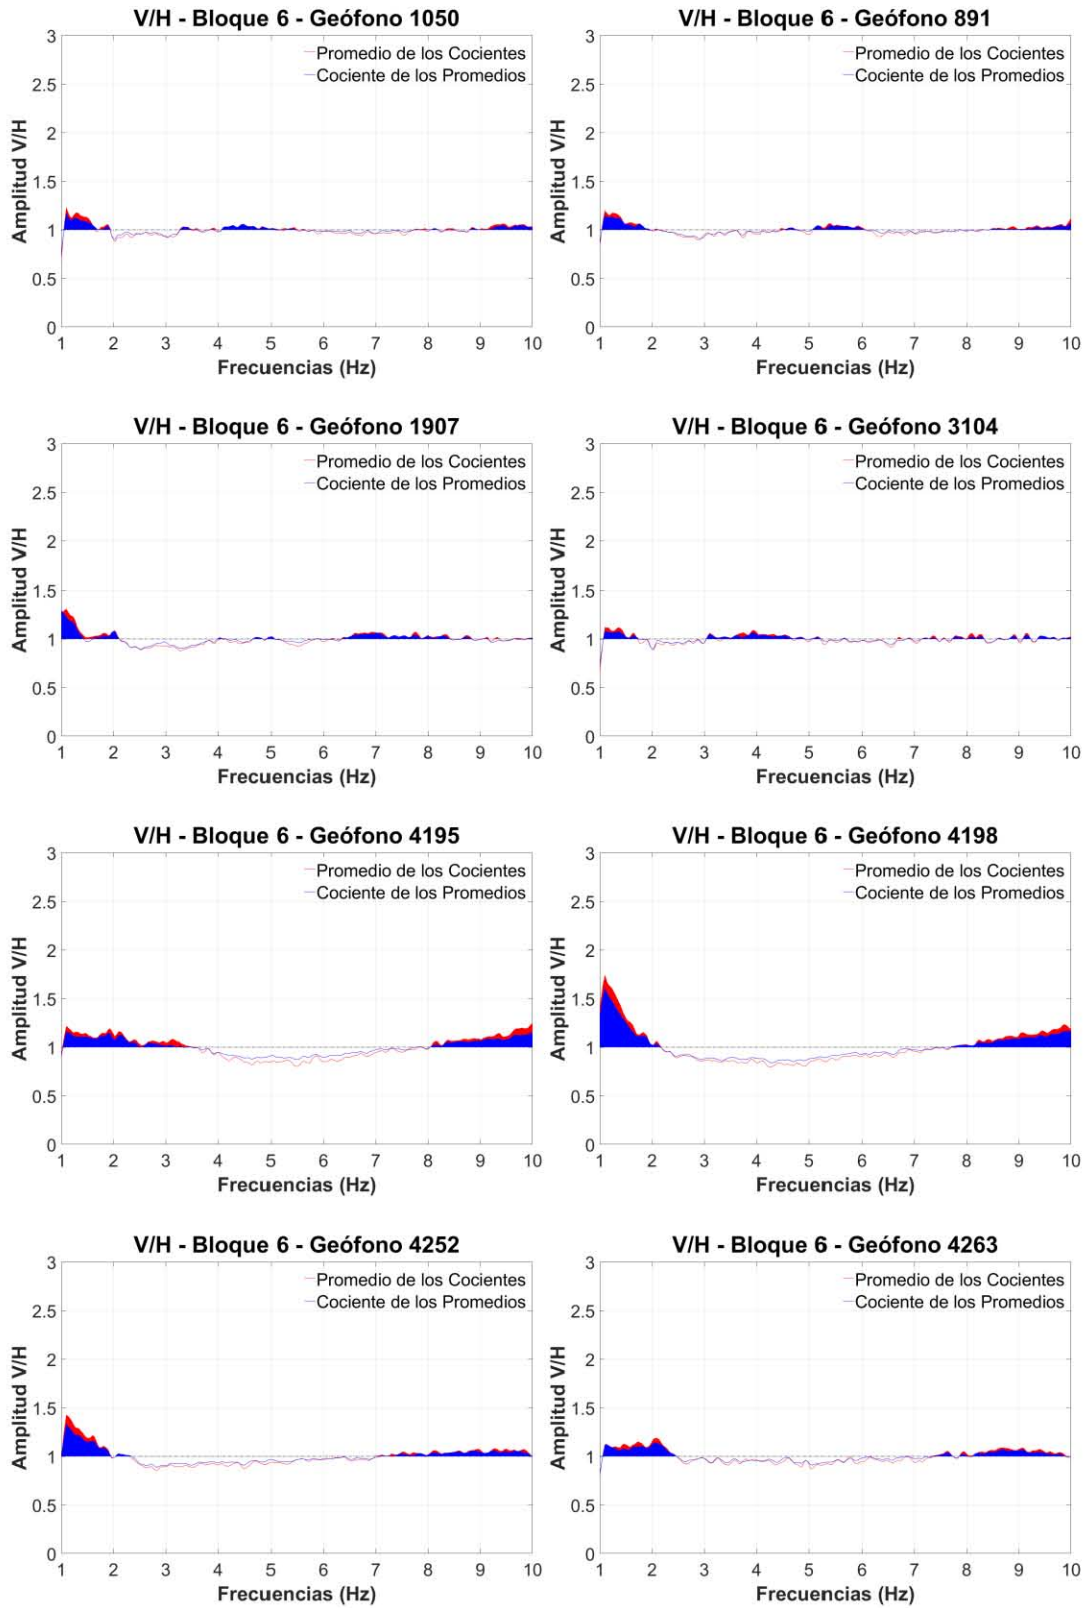 V/H - Bloque 6 - Geófono 1050
Promedio de los Cocientes
Cociente de los Promedios
Amplitud V/H
3
2.5
2
1.5
1
0.5
0
1 2 3 4 5 6 7 8 9 10
Frecuencias (Hz)
V/H - Bloque 6 - Geófono 891
Promedio de los Cocientes
Cociente de los Promedios
Amplitud V/H
3
2.5
2
1.5
1
0.5
0
1 2 3 4 5 6 7 8 9 10
Frecuencias (Hz)
V/H - Bloque 6 - Geófono 1907
Promedio de los Cocientes
Cociente de los Promedios
Amplitud V/H
3
2.5
2
1.5
1
0.5
0
1 2 3 4 5 6 7 8 9 10
Frecuencias (Hz)
V/H - Bloque 6 - Geófono 3104
Promedio de los Cocientes
Cociente de los Promedios
Amplitud V/H
3
2.5
2
1.5
1
0.5
0
1 2 3 4 5 6 7 8 9 10
Frecuencias (Hz)
V/H - Bloque 6 - Geófono 4195
Promedio de los Cocientes
Cociente de los Promedios
Amplitud V/H
3
2.5
2
1.5
1
0.5
0
1 2 3 4 5 6 7 8 9 10
Frecuencias (Hz)
V/H - Bloque 6 - Geófono 4198
Promedio de los Cocientes
Cociente de los Promedios
Amplitud V/H
3
2.5
2
1.5
1
0.5
0
1 2 3 4 5 6 7 8 9 10
Frecuencias (Hz)
V/H - Bloque 6 - Geófono 4252
Promedio de los Cocientes
Cociente de los Promedios
Amplitud V/H
3
2.5
2
1.5
1
0.5
0
1 2 3 4 5 6 7 8 9 10
Frecuencias (Hz)
V/H - Bloque 6 - Geófono 4263
Promedio de los Cocientes
Cociente de los Promedios
Amplitud V/H
3
2.5
2
1.5
1
0.5
0
1 2 3 4 5 6 7 8 9 10
Frecuencias (Hz)